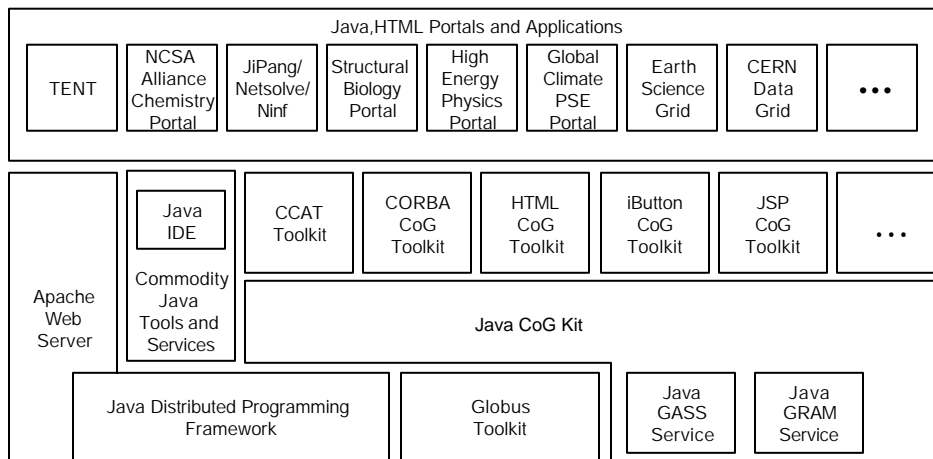 Java,HTML Portals and Applications
TENT
NCSA
Alliance
Chemistry
Portal
JiPang/
Netsolve/
Ninf
Structural
Biology
Portal
High
Energy
Physics
Portal
Global
Climate
PSE
Portal
Earth
Science
Grid
CERN
Data
Grid
•••
Apache
Web
Server
Java
IDE
Commodity
Java
Tools and
Services
CCAT
Toolkit
CORBA
CoG
Toolkit
HTML
CoG
Toolkit
iButton
CoG
Toolkit
JSP
CoG
Toolkit
•••
Java CoG Kit
Java Distributed Programming
Framework
Globus
Toolkit
Java
GASS
Service
Java
GRAM
Service